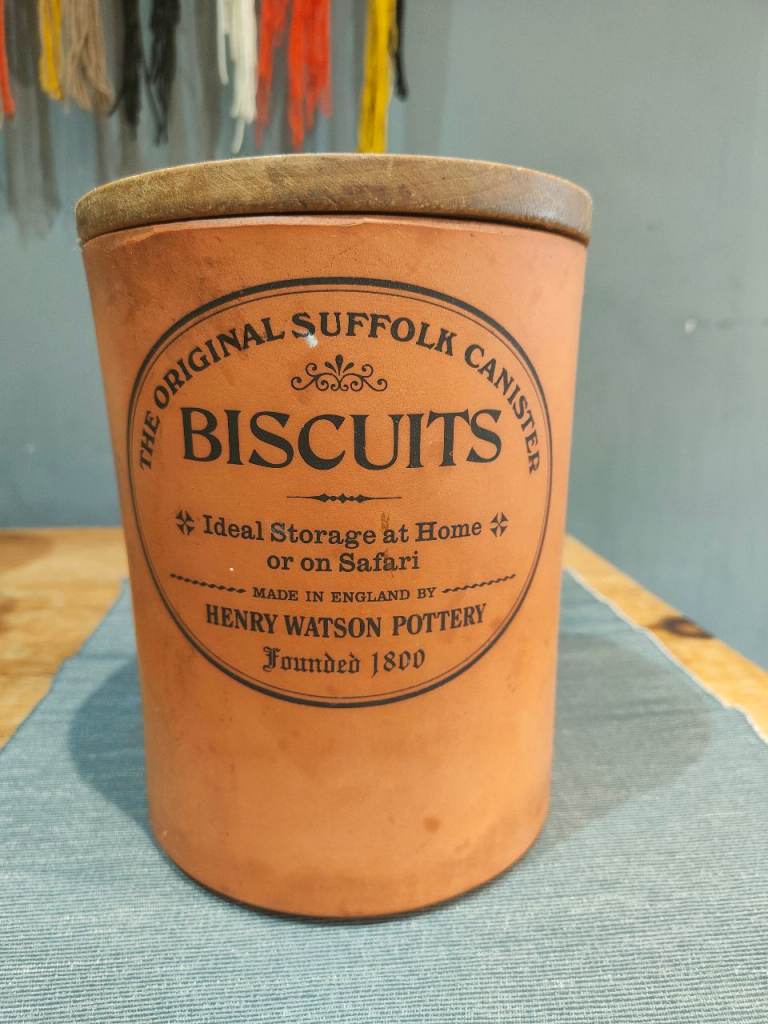 THE ORIGINAL SUFFOLK CANISTER
BISCUITS
Ideal Storage at Home
or on Safari
MADE IN ENGLAND BY
HENRY WATSON POTTERY
Founded 1800